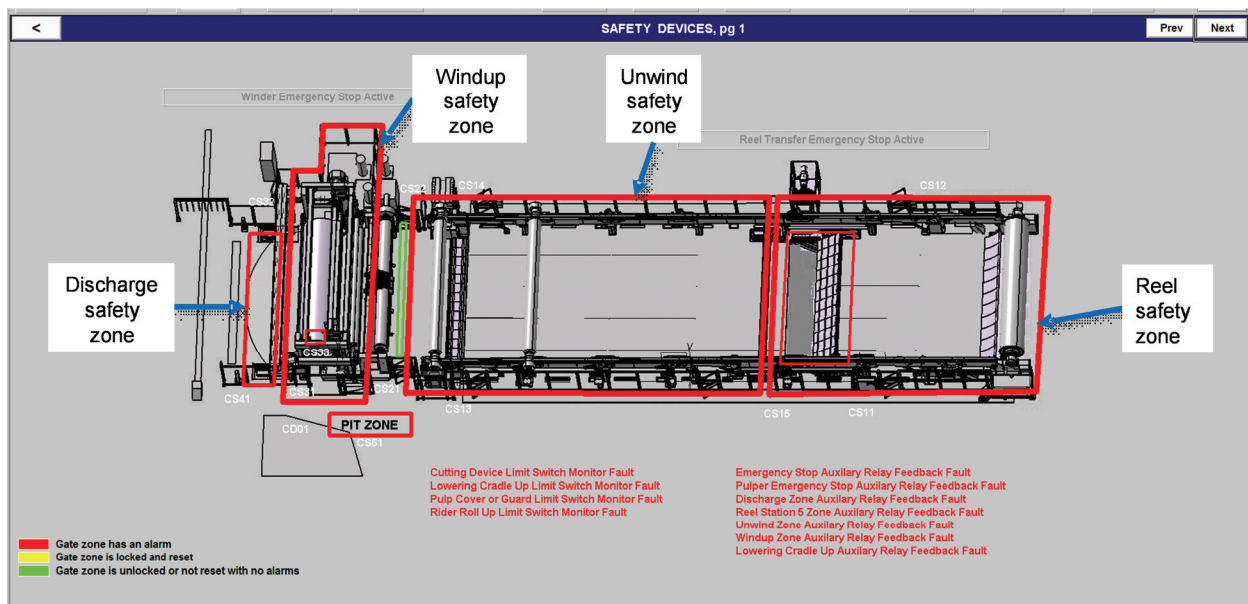 <
SAFETY DEVICES, pg 1
Prev
Next
Windup
safety
zone
Unwind
safety
zone
Winder Emergency Stop Active
Reel Transfer Emergency Stop Active
CS32
CS22
CS14
CS12
Discharge
safety
zone
Reel
safety
zone
CS33
CS41
CS31
CS21
CS13
CS15
CS11
CD01
PIT ZONE
CS61
Cutting Device Limit Switch Monitor Fault
Lowering Cradle Up Limit Switch Monitor Fault
Pulp Cover or Guard Limit Switch Monitor Fault
Rider Roll Up Limit Switch Monitor Fault
Emergency Stop Auxilary Relay Feedback Fault
Pulper Emergency Stop Auxilary Relay Feedback Fault
Discharge Zone Auxilary Relay Feedback Fault
Reel Station 5 Zone Auxilary Relay Feedback Fault
Unwind Zone Auxilary Relay Feedback Fault
Windup Zone Auxilary Relay Feedback Fault
Lowering Cradle Up Auxilary Relay Feedback Fault
Gate zone has an alarm
Gate zone is locked and reset
Gate zone is unlocked or not reset with no alarms